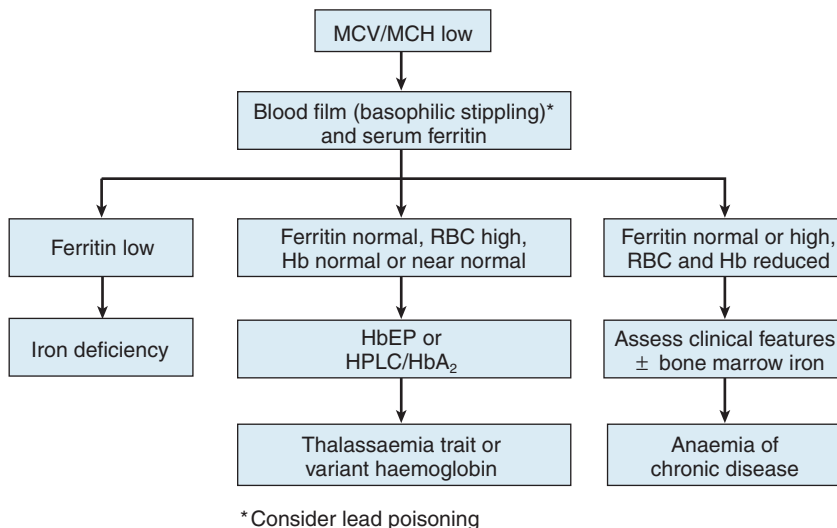 MCV/MCH low
Blood film (basophilic stippling)*
and serum ferritin
Ferritin low
Ferritin normal, RBC high,
Hb normal or near normal
Ferritin normal or high,
RBC and Hb reduced
Iron deficiency
HbEP or
HPLC/HbA₂
Assess clinical features
± bone marrow iron
Thalassaemia trait or
variant haemoglobin
Anaemia of
chronic disease
*Consider lead poisoning